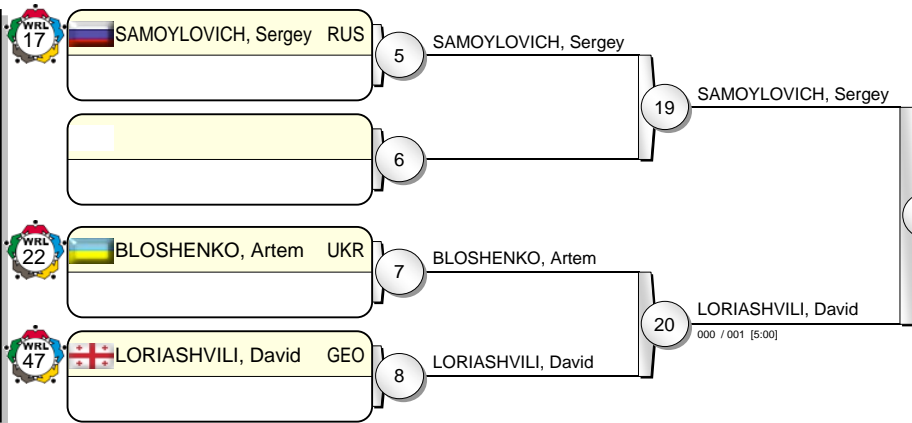 WRL
17
SAMOYLOVICH, Sergey RUS
5
SAMOYLOVICH, Sergey
19
SAMOYLOVICH, Sergey
6
WRL
22
BLOSHENKO, Artem UKR
7
BLOSHENKO, Artem
20
LORIASHVILI, David
000 / 001 [5:00]
WRL
47
LORIASHVILI, David GEO
8
LORIASHVILI, David